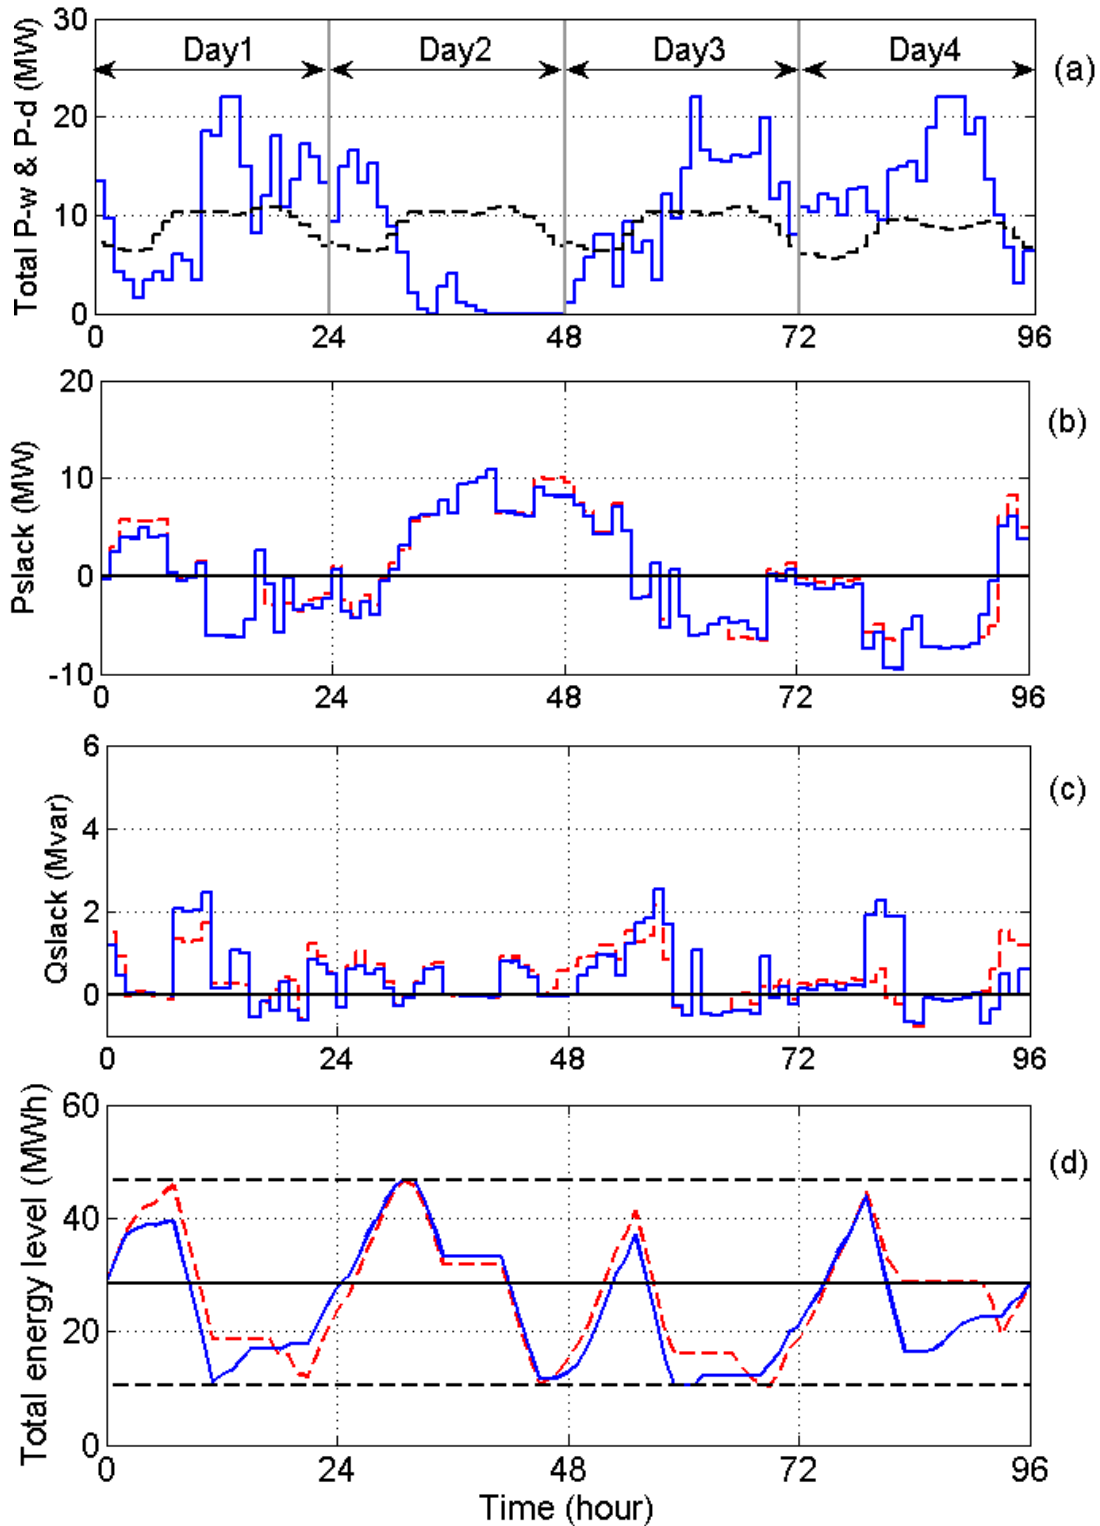 Total P-w & P-d (MW)
30
20
10
0
Day1 Day2 Day3 Day4
(a)
0 24 48 72 96
Pslack (MW)
20
10
0
-10
(b)
0 24 48 72 96
Qslack (Mvar)
6
4
2
0
(c)
0 24 48 72 96
Total energy level (MWh)
60
40
20
0
(d)
0 24 48 72 96
Time (hour)